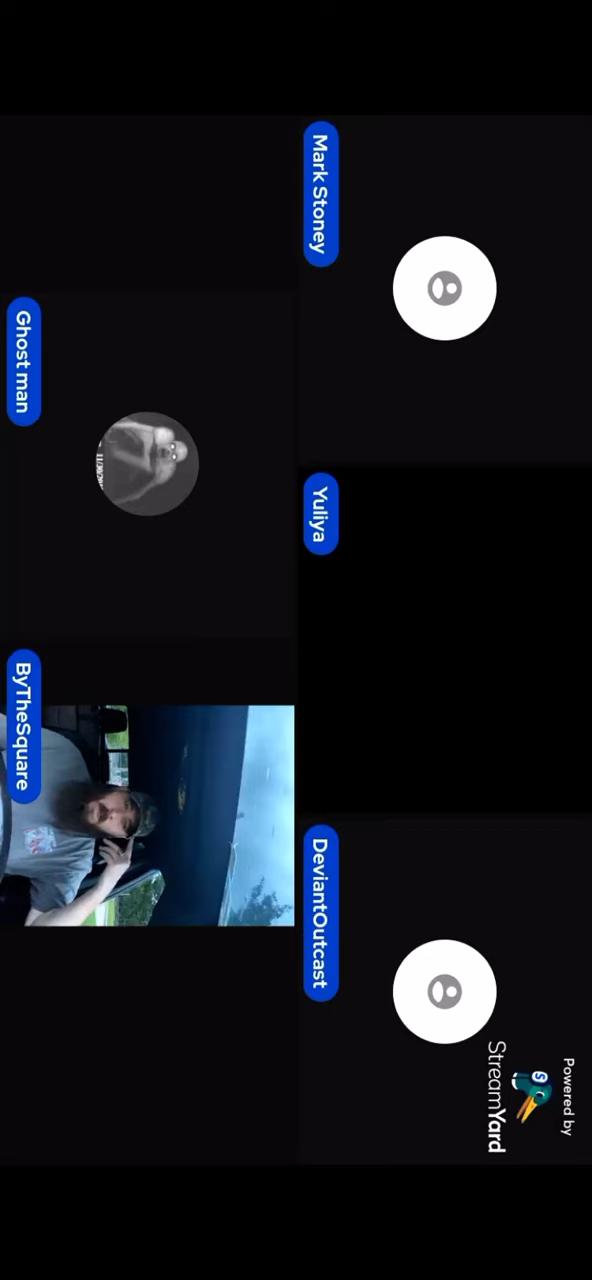 Mark Stoney
Yuliya
DeviantOutcast
Powered by
StreamYard
Ghost man
ByTheSquare